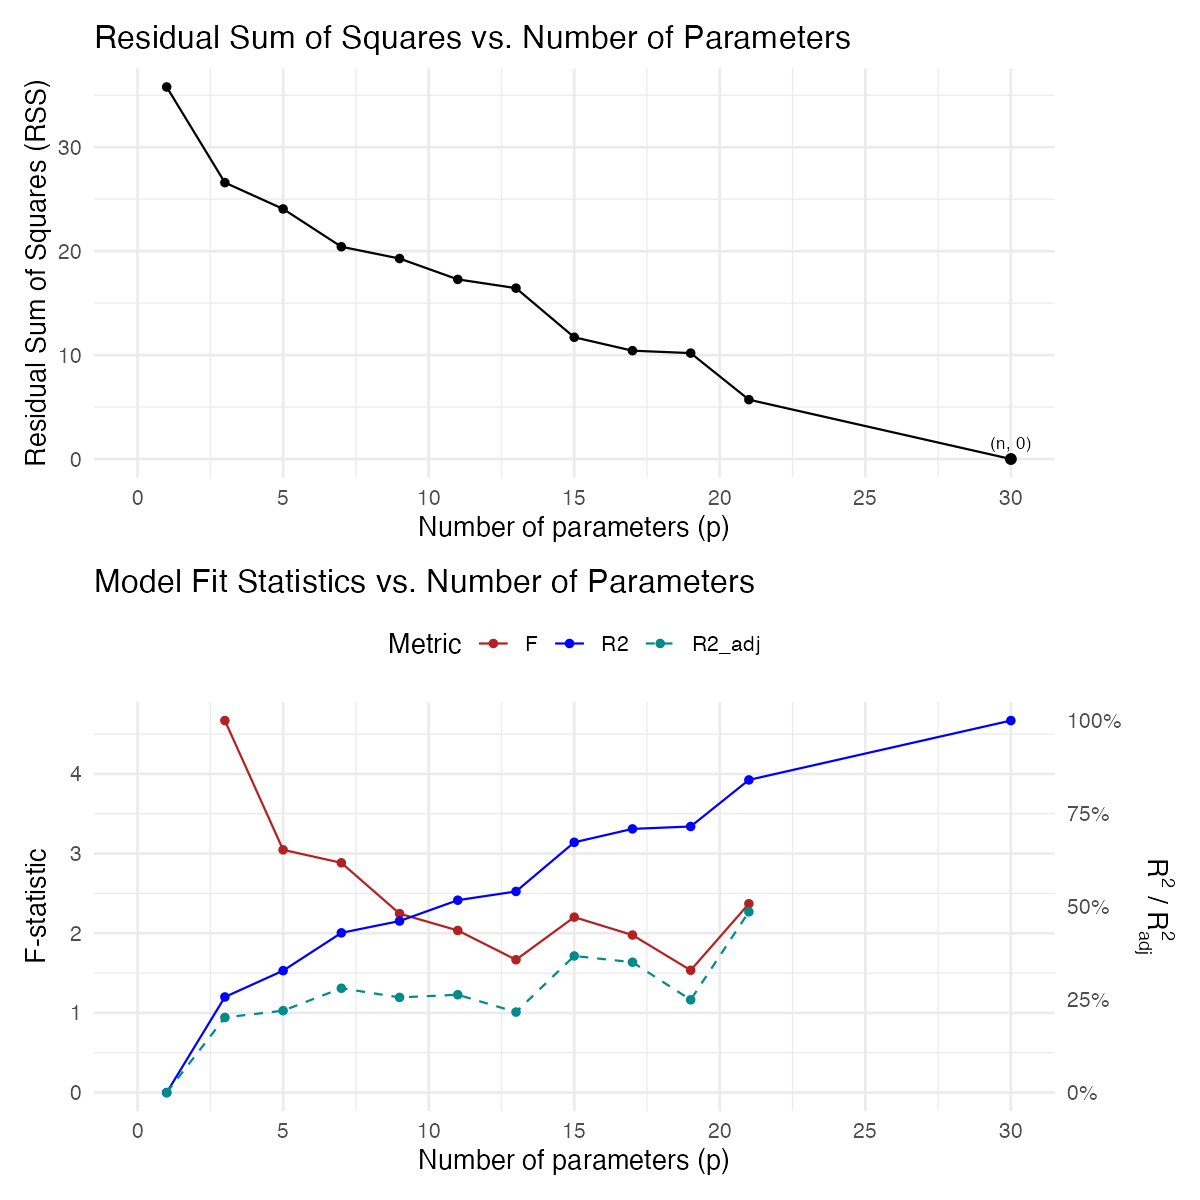 Residual Sum of Squares vs. Number of Parameters
Residual Sum of Squares (RSS)
30
20
10
0
(n, 0)
0 5 10 15 20 25 30
Number of parameters (p)
Model Fit Statistics vs. Number of Parameters
Metric F R2 R2_adj
F-statistic
4
3
2
1
0
100%
75%
50%
25%
0%
R² / R²adj
0 5 10 15 20 25 30
Number of parameters (p)